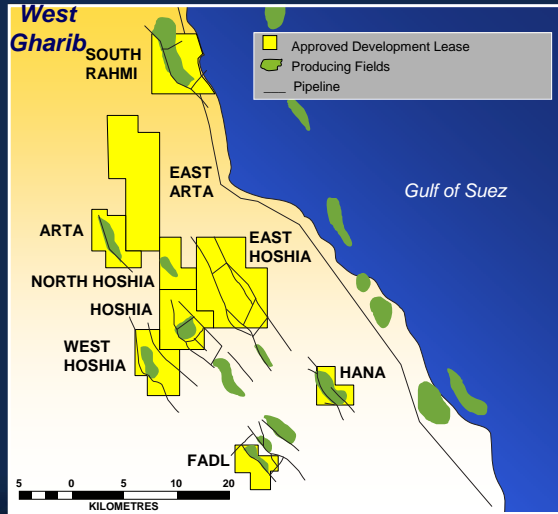 West
Gharib
SOUTH
RAHMI
Approved Development Lease
Producing Fields
Pipeline
Gulf of Suez
EAST
ARTA
ARTA
EAST
HOSHIA
NORTH HOSHIA
HOSHIA
WEST
HOSHIA
HANA
FADL
5 0 5 10 20
KILOMETRES